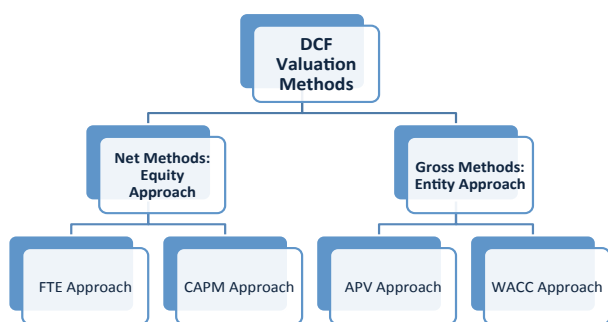 DCF
Valuation
Methods
Net Methods:
Equity
Approach
Gross Methods:
Entity Approach
FTE Approach
CAPM Approach
APV Approach
WACC Approach